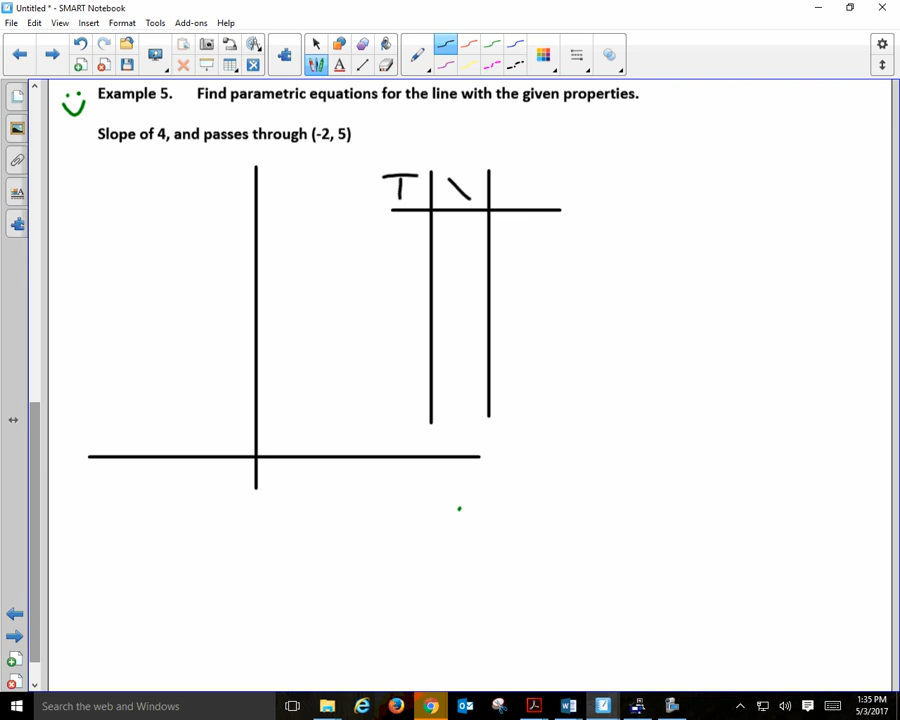 Untitled * - SMART Notebook
File Edit View Insert Format Tools Add-ons Help
Example 5. Find parametric equations for the line with the given properties.
Slope of 4, and passes through (-2, 5)
T
Search the web and Windows
1:35 PM
5/3/2017